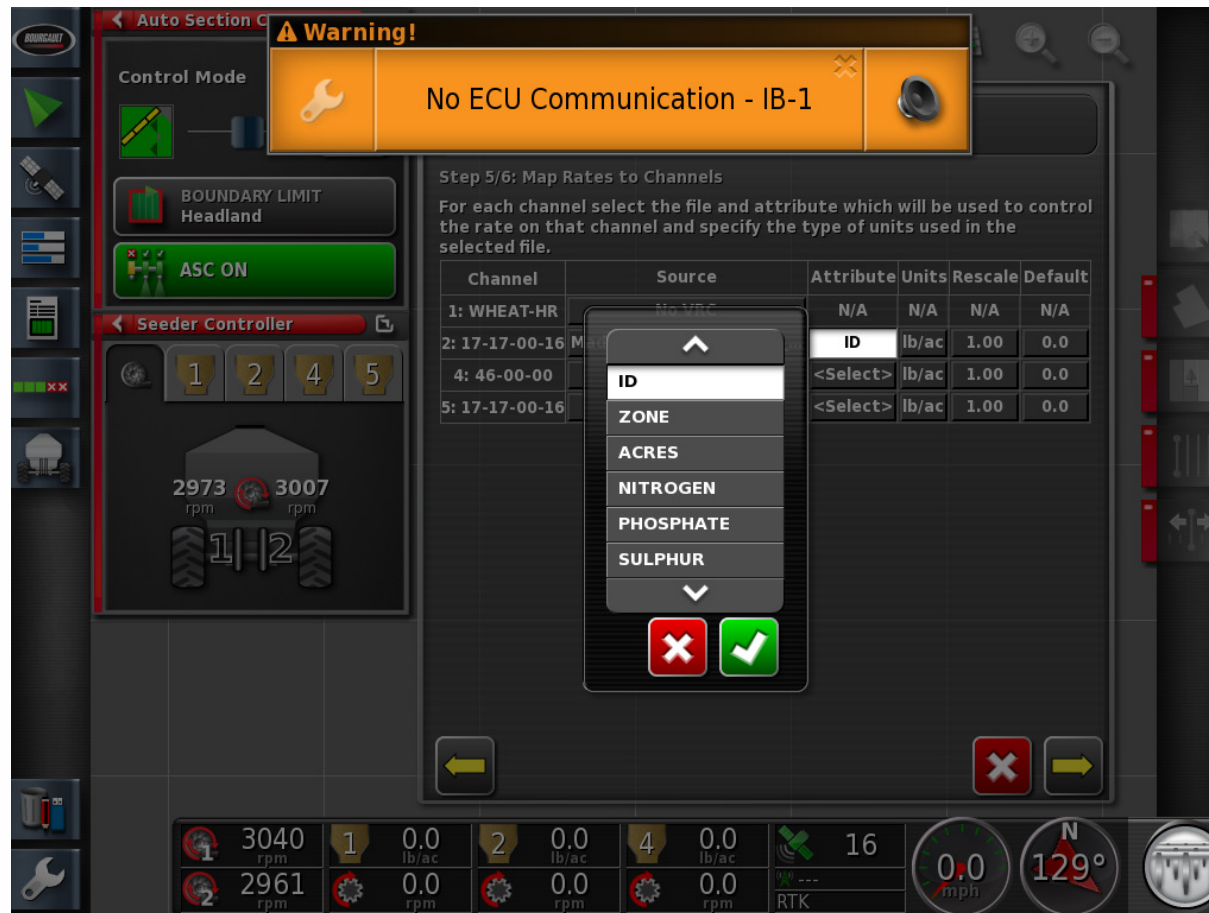 BOURGAULT
Auto Section C
Warning!
No ECU Communication - IB-1
Control Mode
BOUNDARY LIMIT
Headland
ASC ON
Seeder Controller
1 2 4 5
2973 3007
rpm rpm
1 2
Step 5/6: Map Rates to Channels
For each channel select the file and attribute which will be used to control
the rate on that channel and specify the type of units used in the
selected file.
Channel Source Attribute Units Rescale Default
1: WHEAT-HR No VRC N/A N/A N/A N/A
2: 17-17-00-16 ID lb/ac 1.00 0.0
4: 46-00-00 <Select> lb/ac 1.00 0.0
5: 17-17-00-16 <Select> lb/ac 1.00 0.0
ID
ZONE
ACRES
NITROGEN
PHOSPHATE
SULPHUR
1 3040 rpm 1 0.0 lb/ac 2 0.0 lb/ac 4 0.0 lb/ac 16
2 2961 rpm 0.0 rpm 0.0 rpm 0.0 rpm ---
RTK
0.0
mph
N
129°